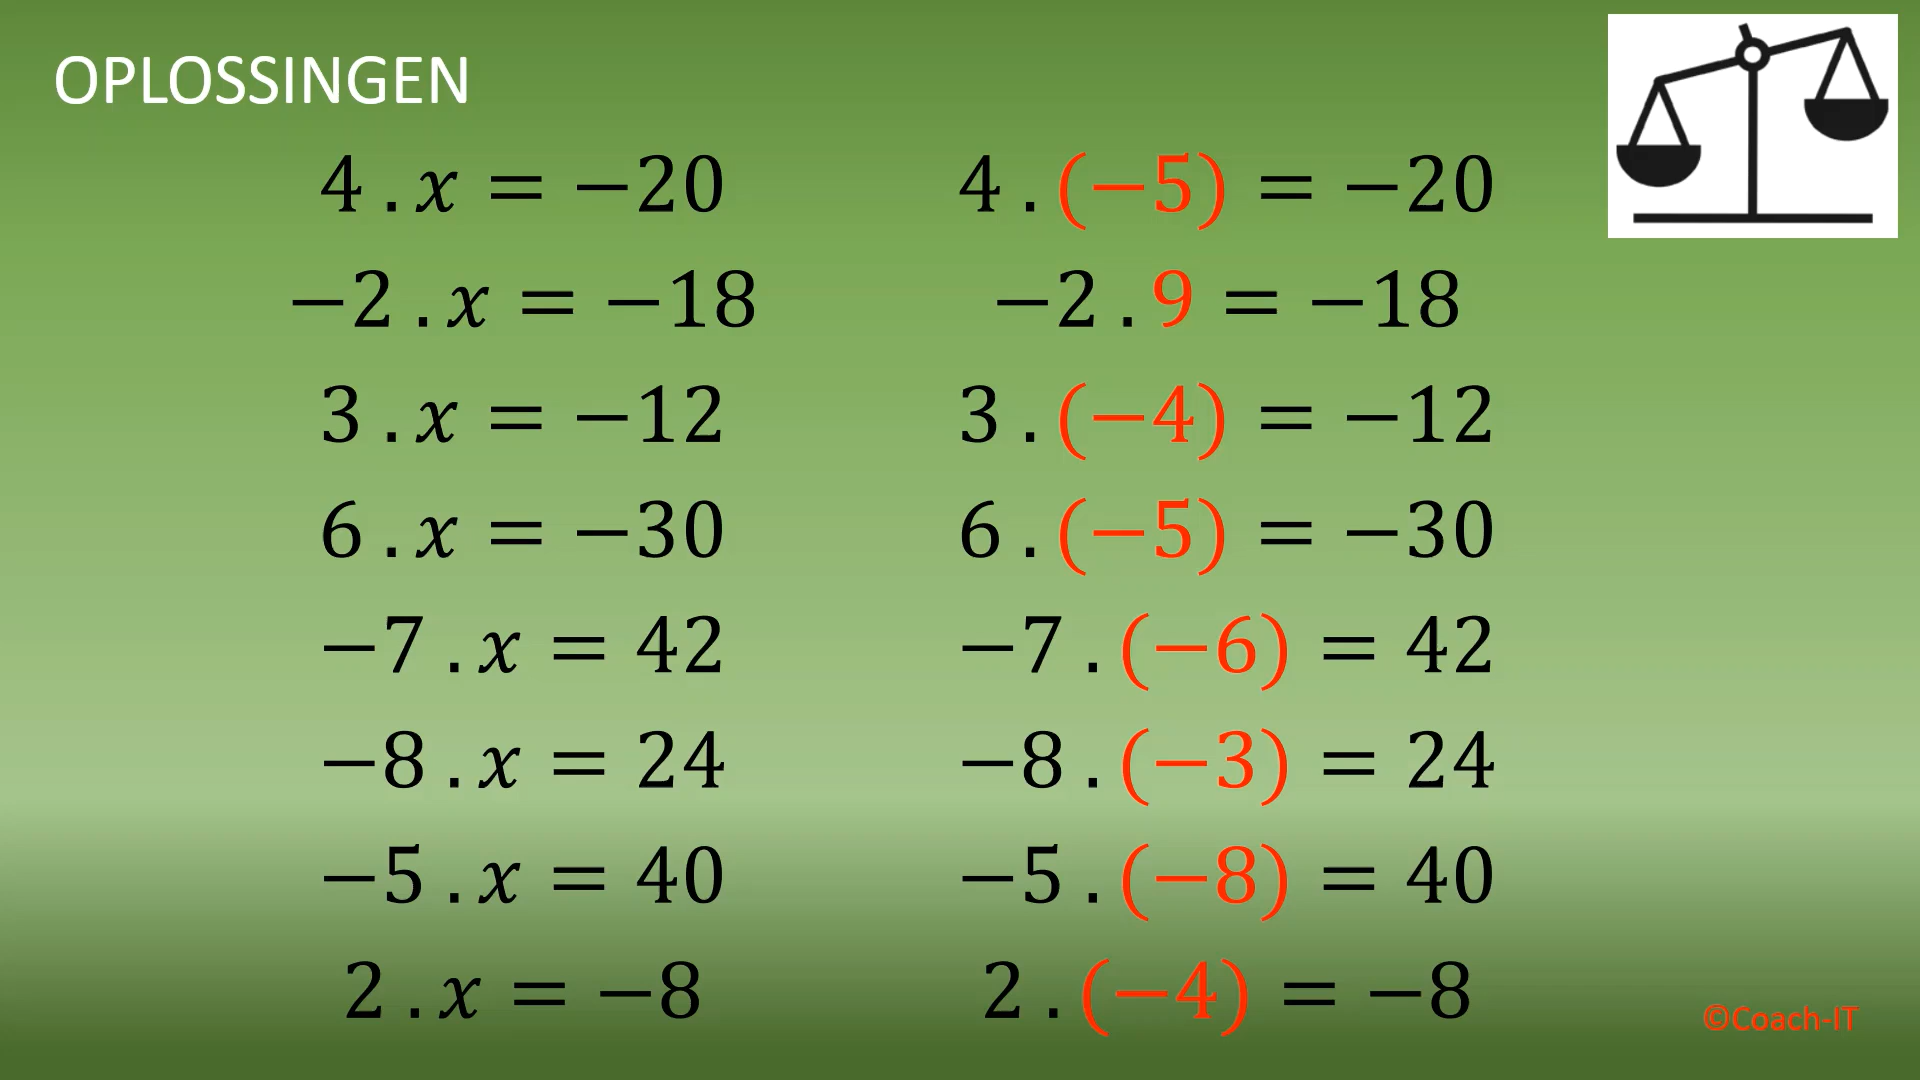 OPLOSSINGEN
4 . x = −20    4 . (−5) = −20
−2 . x = −18    −2 . 9 = −18
3 . x = −12    3 . (−4) = −12
6 . x = −30    6 . (−5) = −30
−7 . x = 42    −7 . (−6) = 42
−8 . x = 24    −8 . (−3) = 24
−5 . x = 40    −5 . (−8) = 40
2 . x = −8    2 . (−4) = −8
©Coach-IT